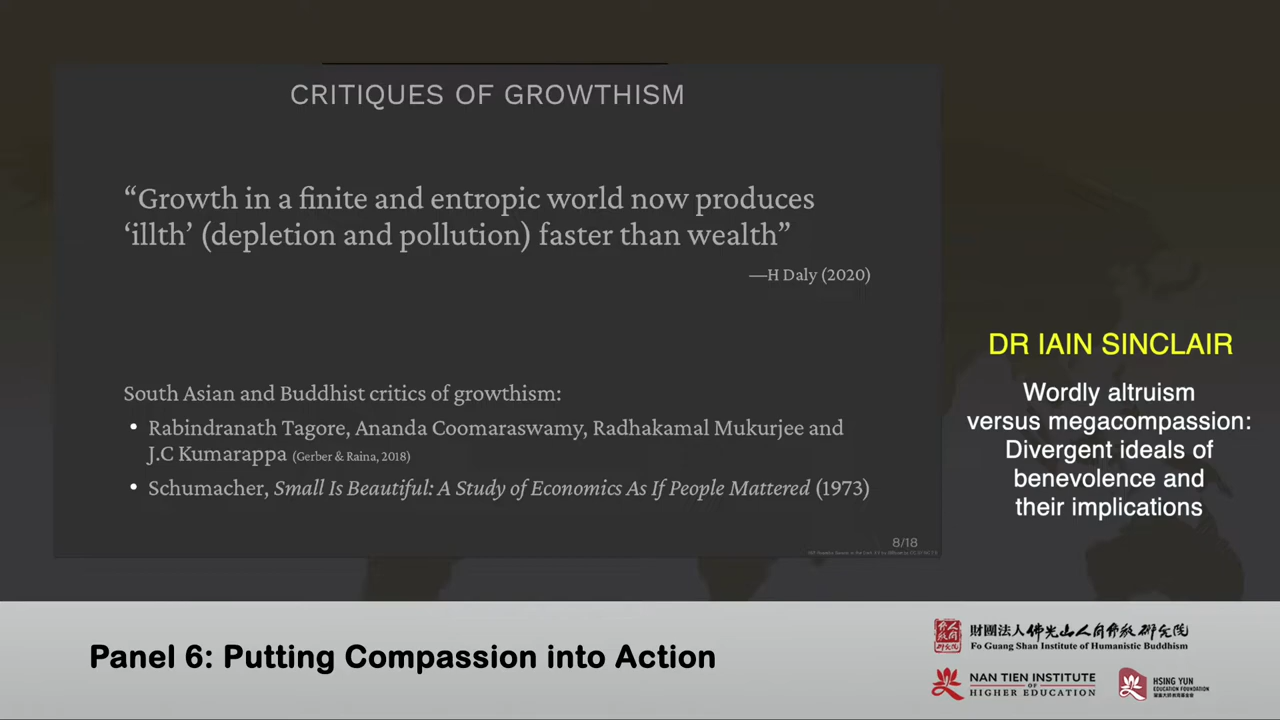 CRITIQUES OF GROWTHISM
“Growth in a finite and entropic world now produces
‘illth’ (depletion and pollution) faster than wealth”
—H Daly (2020)
South Asian and Buddhist critics of growthism:
• Rabindranath Tagore, Ananda Coomaraswamy, Radhakamal Mukurjee and
J.C Kumarappa (Gerber & Raina, 2018)
• Schumacher, Small Is Beautiful: A Study of Economics As If People Mattered (1973)
8/18
DR IAIN SINCLAIR
Wordly altruism
versus megacompassion:
Divergent ideals of
benevolence and
their implications
Panel 6: Putting Compassion into Action
財團法人佛光山人間佛教研究院
Fo Guang Shan Institute of Humanistic Buddhism
NAN TIEN INSTITUTE
OF
HIGHER EDUCATION
HSING YUN
EDUCATION FOUNDATION